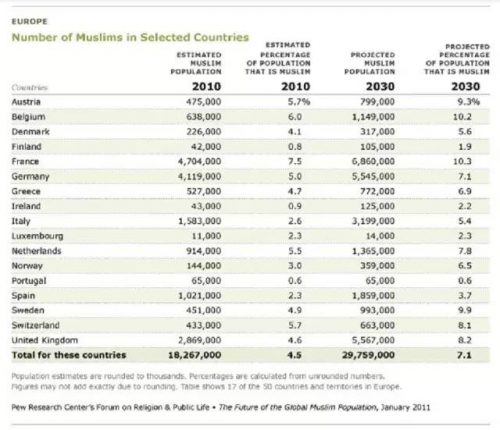 EUROPE
Number of Muslims in Selected Countries
ESTIMATED MUSLIM POPULATION ESTIMATED PERCENTAGE OF POPULATION THAT IS MUSLIM PROJECTED MUSLIM POPULATION PROJECTED PERCENTAGE OF POPULATION THAT IS MUSLIM
Countries 2010 2010 2030 2030
Austria 475,000 5.7% 799,000 9.3%
Belgium 638,000 6.0 1,149,000 10.2
Denmark 226,000 4.1 317,000 5.6
Finland 42,000 0.8 105,000 1.9
France 4,704,000 7.5 6,860,000 10.3
Germany 4,119,000 5.0 5,545,000 7.1
Greece 527,000 4.7 772,000 6.9
Ireland 43,000 0.9 125,000 2.2
Italy 1,583,000 2.6 3,199,000 5.4
Luxembourg 11,000 2.3 14,000 2.3
Netherlands 914,000 5.5 1,365,000 7.8
Norway 144,000 3.0 359,000 6.5
Portugal 65,000 0.6 65,000 0.6
Spain 1,021,000 2.3 1,859,000 3.7
Sweden 451,000 4.9 993,000 9.9
Switzerland 433,000 5.7 663,000 8.1
United Kingdom 2,869,000 4.6 5,567,000 8.2
Total for these countries 18,267,000 4.5 29,759,000 7.1
Population estimates are rounded to thousands. Percentages are calculated from unrounded numbers.
Figures may not add exactly due to rounding. Table shows 17 of the 50 countries and territories in Europe.
Pew Research Center's Forum on Religion & Public Life • The Future of the Global Muslim Population, January 2011